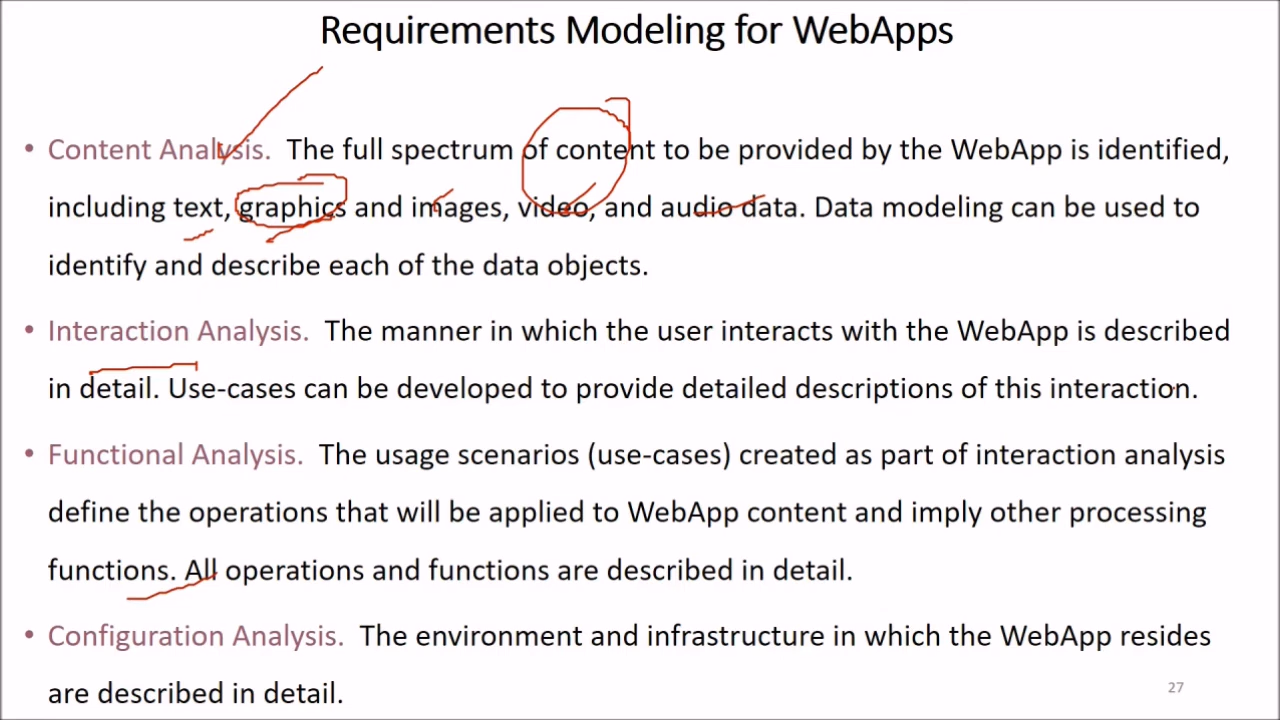 Requirements Modeling for WebApps
• Content Analysis. The full spectrum of content to be provided by the WebApp is identified,
including text, graphics and images, video, and audio data. Data modeling can be used to
identify and describe each of the data objects.
• Interaction Analysis. The manner in which the user interacts with the WebApp is described
in detail. Use-cases can be developed to provide detailed descriptions of this interaction.
• Functional Analysis. The usage scenarios (use-cases) created as part of interaction analysis
define the operations that will be applied to WebApp content and imply other processing
functions. All operations and functions are described in detail.
• Configuration Analysis. The environment and infrastructure in which the WebApp resides
are described in detail.
27